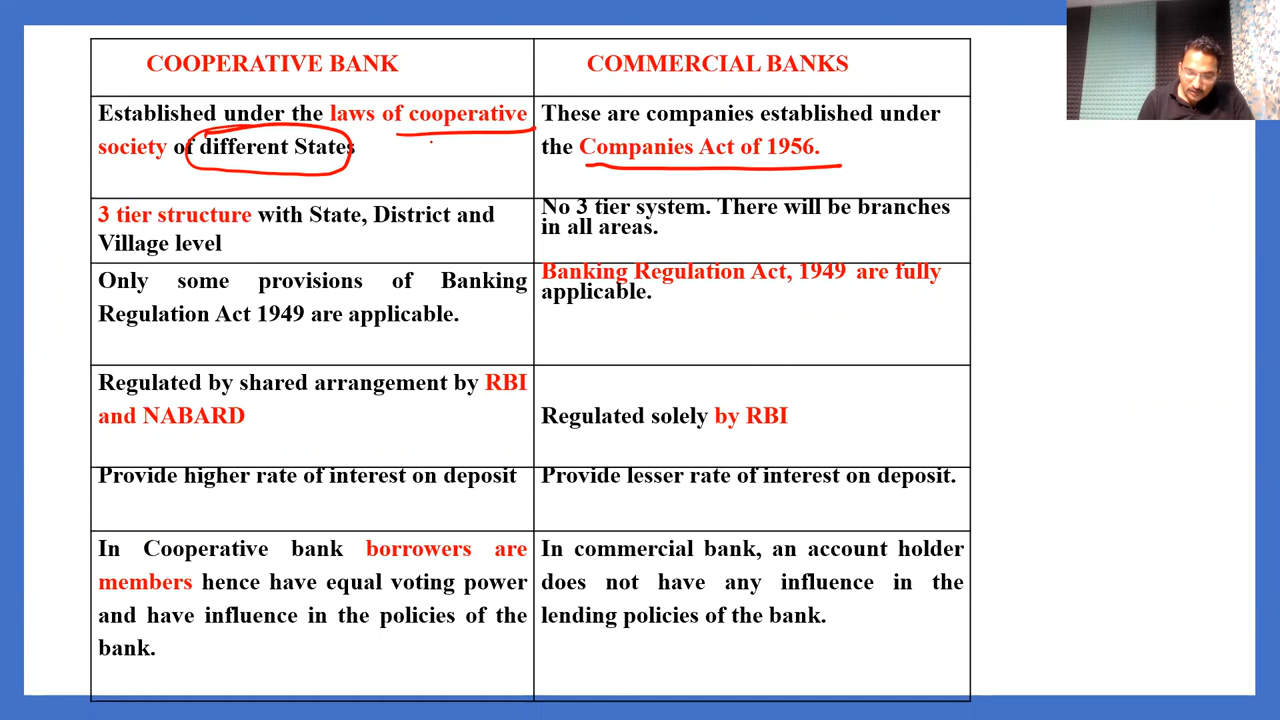 COOPERATIVE BANK
COMMERCIAL BANKS
Established under the laws of cooperative
society of different States
These are companies established under
the Companies Act of 1956.
3 tier structure with State, District and
Village level
No 3 tier system. There will be branches
in all areas.
Only some provisions of Banking
Regulation Act 1949 are applicable.
Banking Regulation Act, 1949 are fully
applicable.
Regulated by shared arrangement by RBI
and NABARD
Regulated solely by RBI
Provide higher rate of interest on deposit
Provide lesser rate of interest on deposit.
In Cooperative bank borrowers are
members hence have equal voting power
and have influence in the policies of the
bank.
In commercial bank, an account holder
does not have any influence in the
lending policies of the bank.